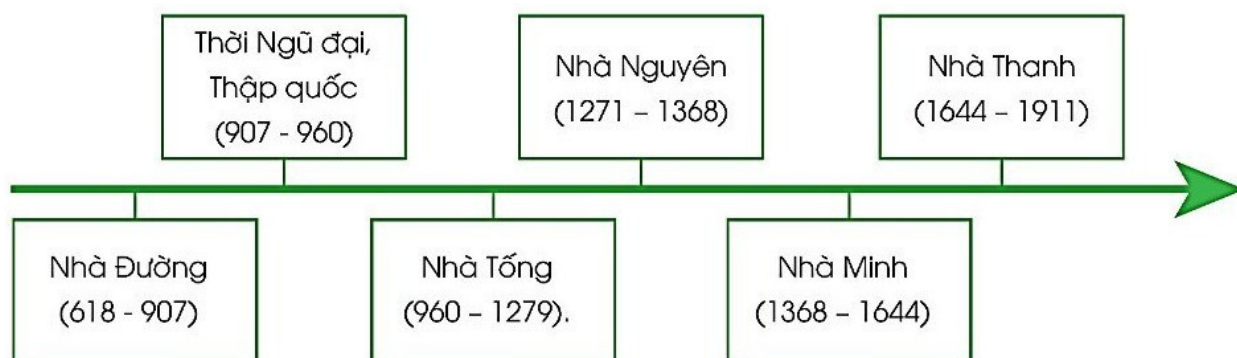 Thời Ngũ đại,
Thập quốc
(907 - 960)
Nhà Nguyên
(1271 – 1368)
Nhà Thanh
(1644 – 1911)
Nhà Đường
(618 - 907)
Nhà Tống
(960 – 1279).
Nhà Minh
(1368 – 1644)